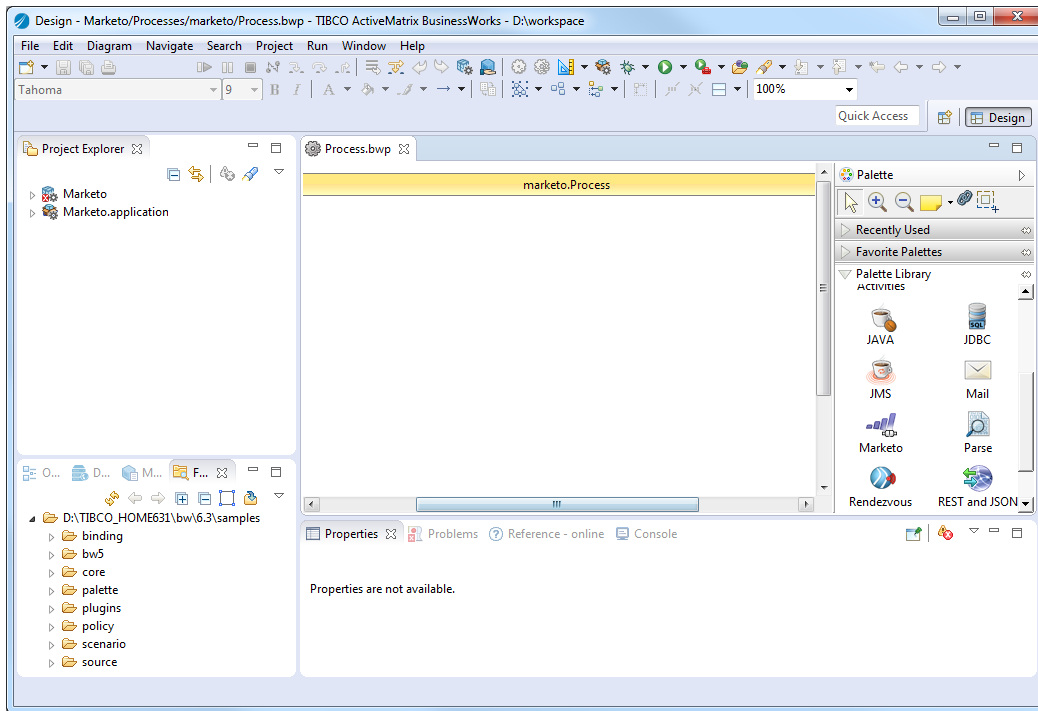 Design - Marketo/Processes/marketo/Process.bwp - TIBCO ActiveMatrix BusinessWorks - D:\workspace
File Edit Diagram Navigate Search Project Run Window Help
Tahoma 9 B I A 100%
Quick Access Design
Project Explorer
Marketo
Marketo.application
O... D... M... F...
D:\TIBCO_HOME631\bw\6.3\samples
binding
bw5
core
palette
plugins
policy
scenario
source
Process.bwp
marketo.Process
Palette
Recently Used
Favorite Palettes
Palette Library
Activities
JAVA JDBC
SQL
JMS Mail
Marketo Parse
Rendezvous REST and JSON
Properties Problems Reference - online Console
Properties are not available.